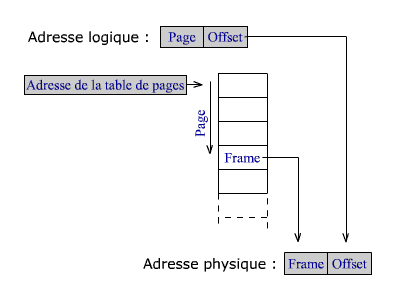 Adresse logique : Page Offset
Adresse de la table de pages
Page
Frame
Adresse physique : Frame Offset